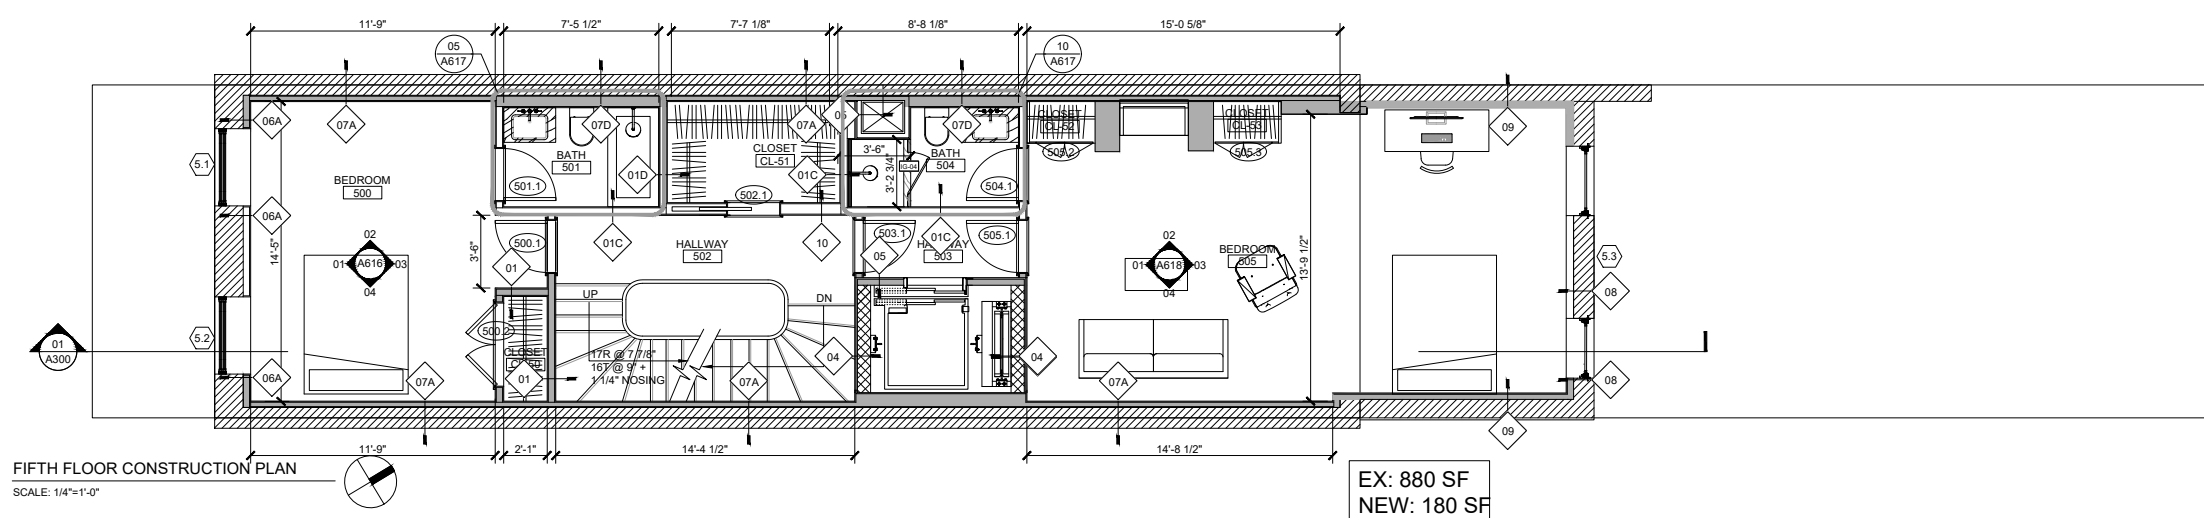 11'-9"
7'-5 1/2"
7'-7 1/8"
8'-8 1/8"
15'-0 5/8"
05
A617
10
A617
06A
07A
07D
07A
05
07D
CLOSET
CL-52
CLOSET
CL-53
09
5.1
BATH
501
CLOSET
CL-51
3'-6"
BATH
504
505.2
505.3
IG-04
3'-2 3/4"
BEDROOM
500
501.1
01D
502.1
01C
504.1
06A
14'-5"
3'-6"
500.1
01C
HALLWAY
502
10
503.1
01C
505.1
HALLWAY
503
05
02
01 A616 03
04
01
02
01 A618 03
04
BEDROOM
505
13'-9 1/2"
5.3
08
UP
DN
5.2
500.2
CLOSET
01
A300
17R @ 7 7/8"
16T @ 9" +
1 1/4" NOSING
04
04
06A
07A
01
07A
07A
08
09
11'-9"
2'-1"
14'-4 1/2"
14'-8 1/2"
FIFTH FLOOR CONSTRUCTION PLAN
SCALE: 1/4"=1'-0"
EX: 880 SF
NEW: 180 SF